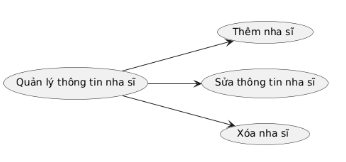 Thêm nha sĩ
Quản lý thông tin nha sĩ
Sửa thông tin nha sĩ
Xóa nha sĩ